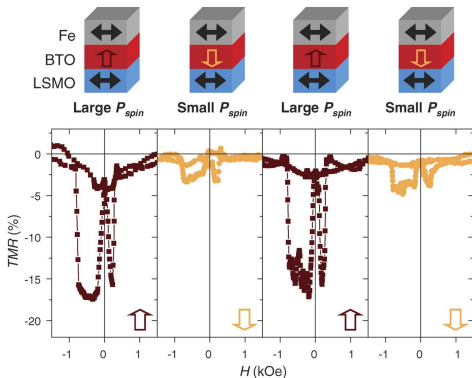 Fe
BTO
LSMO
Large P_spin Small P_spin Large P_spin Small P_spin
TMR (%)
0
-5
-10
-15
-20
-1 0 1 -1 0 1 -1 0 1 -1 0 1
H (kOe)